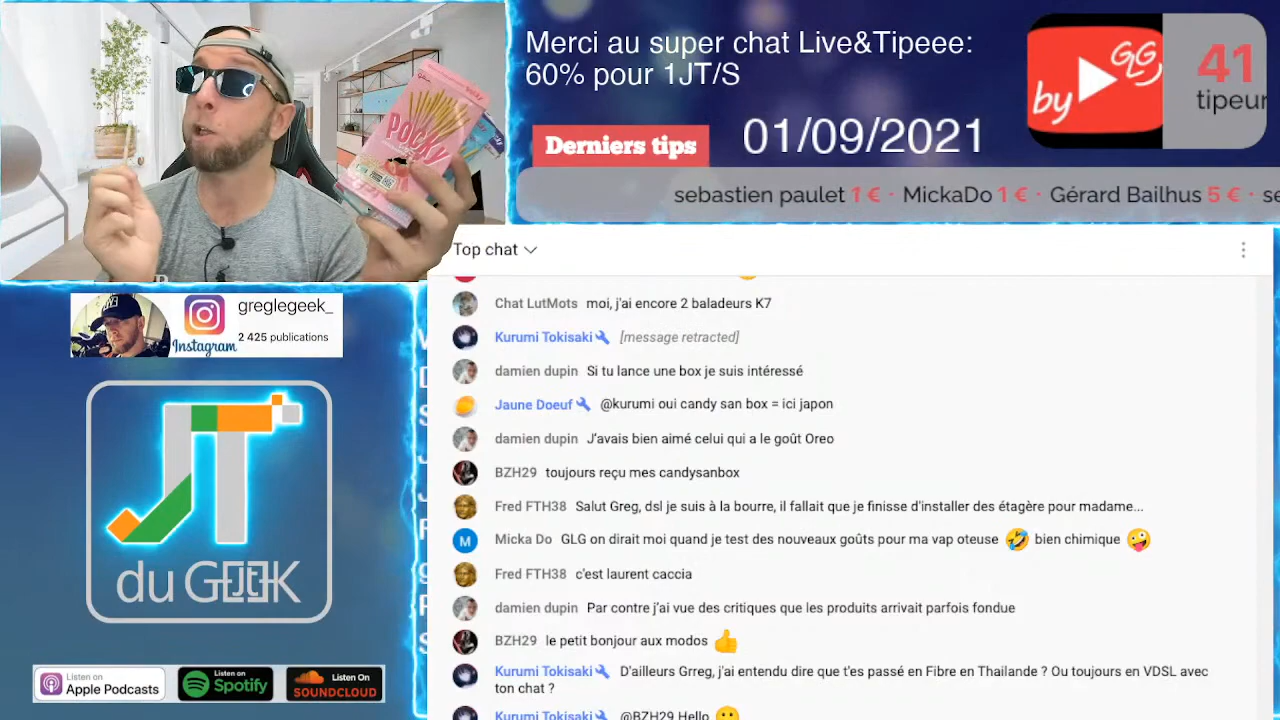 Merci au super chat Live&Tipeee:
60% pour 1JT/S
by GLG
41
tipeur
Derniers tips
01/09/2021
sebastien paulet 1 € · MickaDo 1 € · Gérard Bailhus 5 € · se
POCKY
Top chat
Chat LutMots moi, j'ai encore 2 baladeurs K7
Kurumi Tokisaki [message retracted]
damien dupin Si tu lance une box je suis intéressé
Jaune Doeuf @kurumi oui candy san box = ici japon
damien dupin J'avais bien aimé celui qui a le goût Oreo
BZH29 toujours reçu mes candysanbox
Fred FTH38 Salut Greg, dsl je suis à la bourre, il fallait que je finisse d'installer des étagère pour madame...
M Micka Do GLG on dirait moi quand je test des nouveaux goûts pour ma vap oteuse 🤣 bien chimique 🤪
Fred FTH38 c'est laurent caccia
damien dupin Par contre j'ai vue des critiques que les produits arrivait parfois fondue
BZH29 le petit bonjour aux modos 👍
Kurumi Tokisaki D'ailleurs Grreg, j'ai entendu dire que t'es passé en Fibre en Thailande ? Ou toujours en VDSL avec
ton chat ?
Kurumi Tokisaki @BZH29 Hello 🙂
greglegeek_
2 425 publications
Instagram
JT
du GEEK
Listen on
Apple Podcasts
Listen on
Spotify
Listen On
SOUNDCLOUD